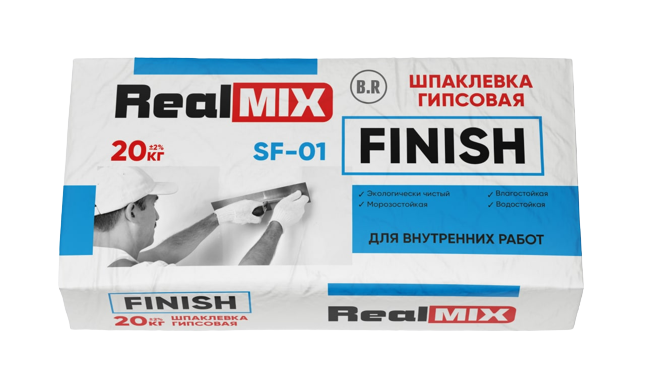 RealMIX
B.R
ШПАКЛЕВКА
ГИПСОВАЯ
20±2%КГ
SF-01
FINISH
✓ Экологически чистый
✓ Влагостойкая
✓ Морозостойкая
✓ Водостойкая
ДЛЯ ВНУТРЕННИХ РАБОТ
FINISH
20±2%КГ
ШПАКЛЕВКА
ГИПСОВАЯ
RealMIX